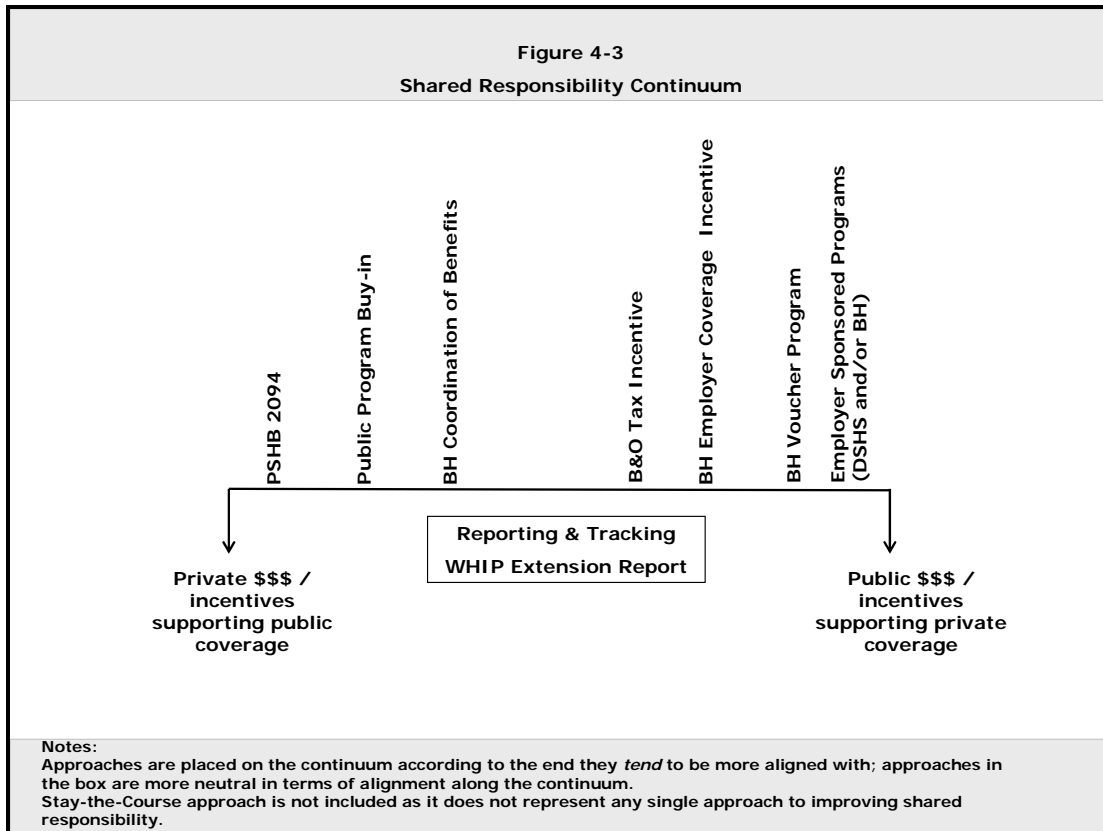 Figure 4-3
Shared Responsibility Continuum
PSHB 2094
Public Program Buy-in
BH Coordination of Benefits
B&O Tax Incentive
BH Employer Coverage Incentive
BH Voucher Program
Employer Sponsored Programs
(DSHS and/or BH)
Reporting & Tracking
WHIP Extension Report
Private $$$ /
incentives
supporting public
coverage
Public $$$ /
incentives
supporting private
coverage
Notes:
Approaches are placed on the continuum according to the end they tend to be more aligned with; approaches in
the box are more neutral in terms of alignment along the continuum.
Stay-the-Course approach is not included as it does not represent any single approach to improving shared
responsibility.